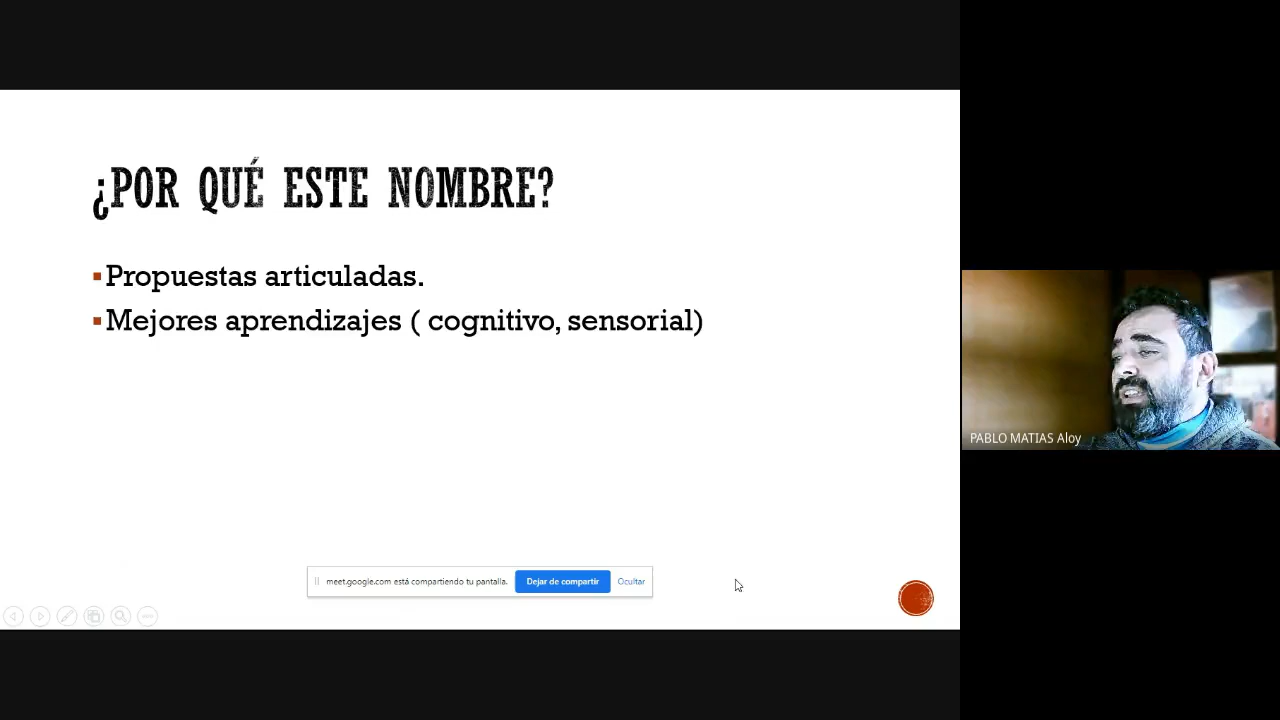 ¿POR QUÉ ESTE NOMBRE?
▪Propuestas articuladas.
▪Mejores aprendizajes ( cognitivo, sensorial)
PABLO MATIAS Aloy
meet.google.com está compartiendo tu pantalla.
Dejar de compartir
Ocultar